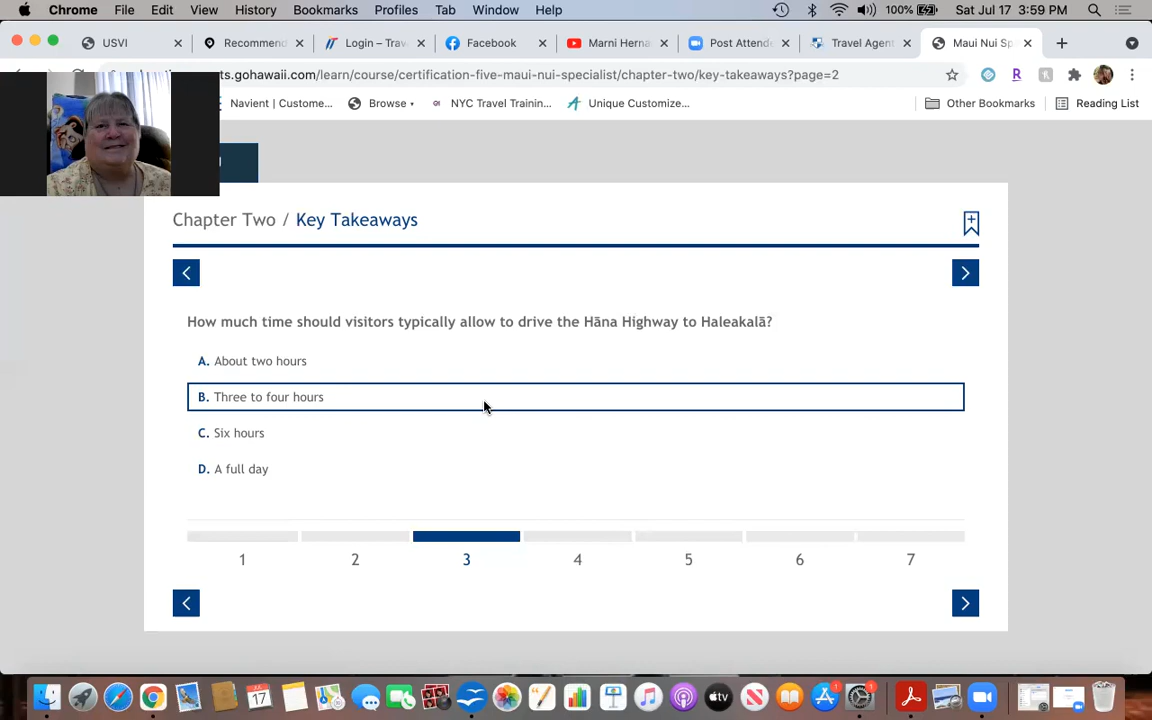 Chrome File Edit View History Bookmarks Profiles Tab Window Help 100% Sat Jul 17 3:59 PM
USVI Recommend Login – Trav Facebook Marni Herna Post Attende Travel Agent Maui Nui Sp
ts.gohawaii.com/learn/course/certification-five-maui-nui-specialist/chapter-two/key-takeaways?page=2
Navient | Custome... Browse NYC Travel Trainin... Unique Customize... Other Bookmarks Reading List
Chapter Two / Key Takeaways
How much time should visitors typically allow to drive the Hāna Highway to Haleakalā?
A. About two hours
B. Three to four hours
C. Six hours
D. A full day
1 2 3 4 5 6 7